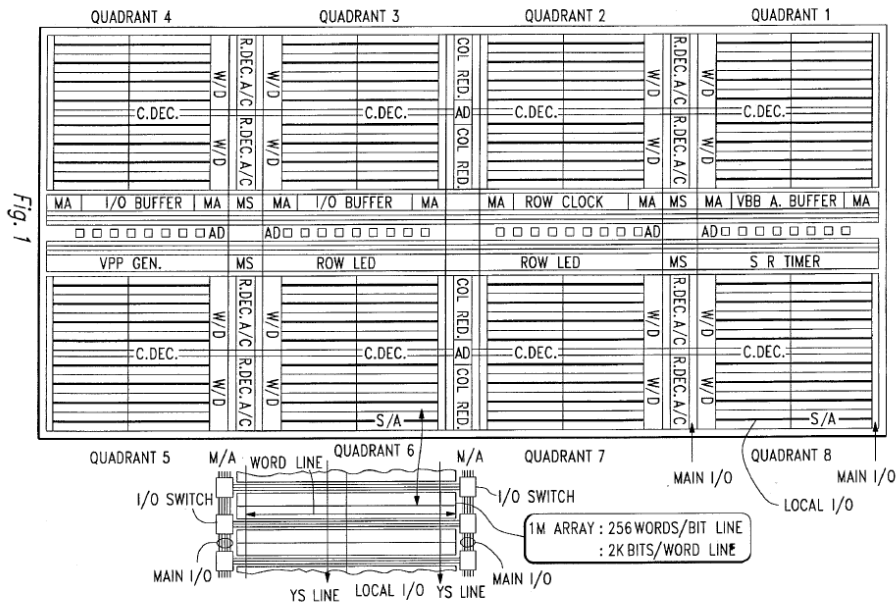 QUADRANT 4 QUADRANT 3 QUADRANT 2 QUADRANT 1
W/D R.DEC.A/C W/D COL RED. W/D R.DEC.A/C W/D
C.DEC. C.DEC. AD C.DEC. C.DEC.
W/D R.DEC.A/C W/D COL RED. W/D R.DEC.A/C W/D
MA I/O BUFFER MA MS MA I/O BUFFER MA MA ROW CLOCK MA MS MA VBB A. BUFFER MA
Fig. 1
AD AD AD AD
VPP GEN. MS ROW LED ROW LED MS S R TIMER
W/D R.DEC.A/C W/D COL RED. W/D R.DEC.A/C W/D
C.DEC. C.DEC. AD C.DEC. C.DEC.
W/D R.DEC.A/C W/D COL RED. W/D R.DEC.A/C W/D
S/A S/A
QUADRANT 5 M/A QUADRANT 6 M/A QUADRANT 7 MAIN I/O QUADRANT 8 MAIN I/O
WORD LINE
I/O SWITCH I/O SWITCH
LOCAL I/O
1M ARRAY : 256WORDS/BIT LINE
: 2K BITS/WORD LINE
MAIN I/O YS LINE LOCAL I/O YS LINE MAIN I/O